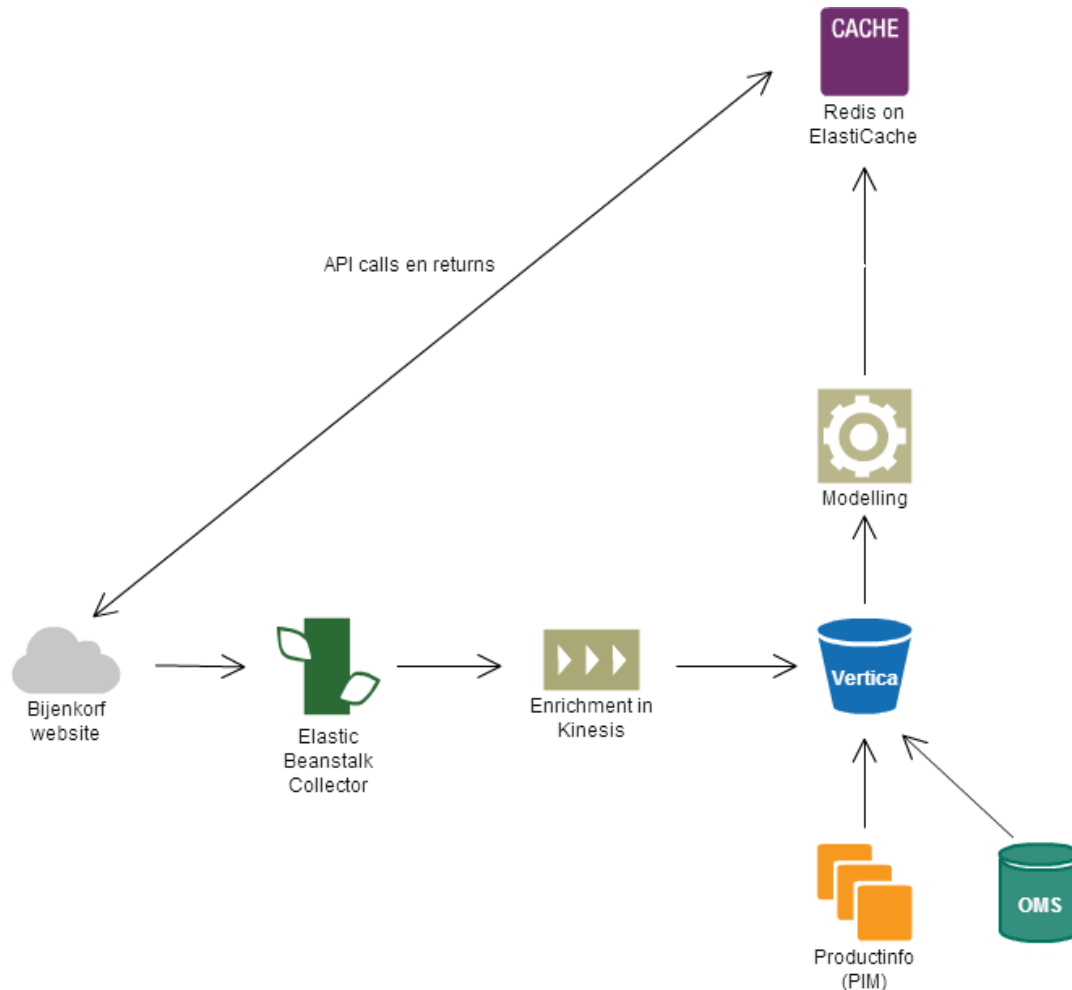 CACHE
Redis on
ElastiCache
API calls en returns
Modelling
Bijenkorf
website
Elastic
Beanstalk
Collector
Enrichment in
Kinesis
Vertica
Productinfo
(PIM)
OMS